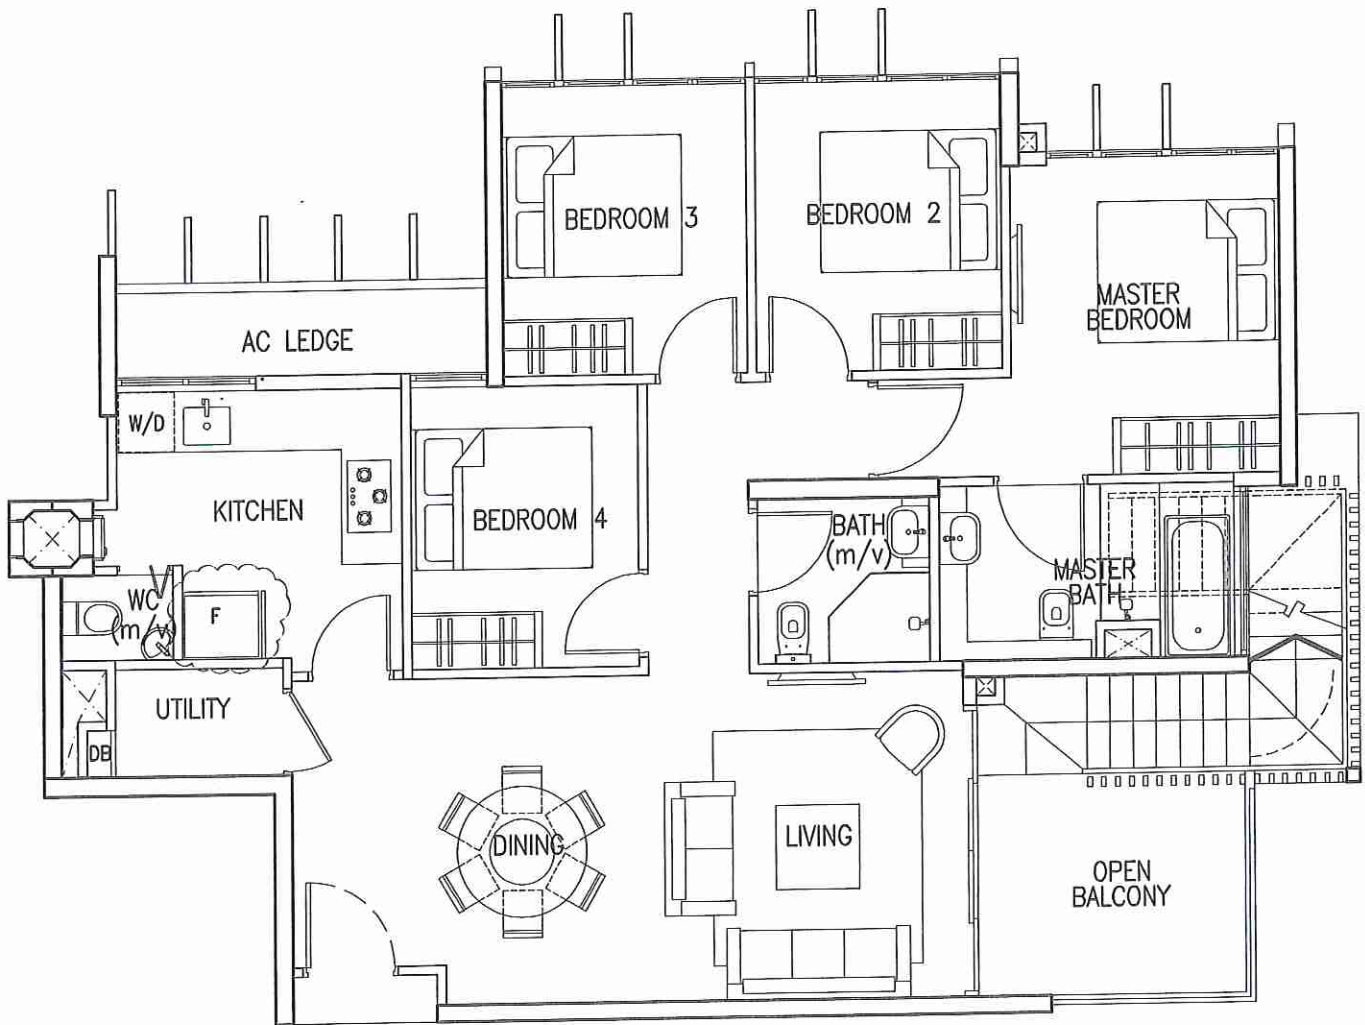 BEDROOM 3
BEDROOM 2
MASTER
BEDROOM
AC LEDGE
W/D
KITCHEN
BEDROOM 4
BATH
(m/v)
MASTER
BATH
WC
(m/v)
F
UTILITY
DB
DINING
LIVING
OPEN
BALCONY